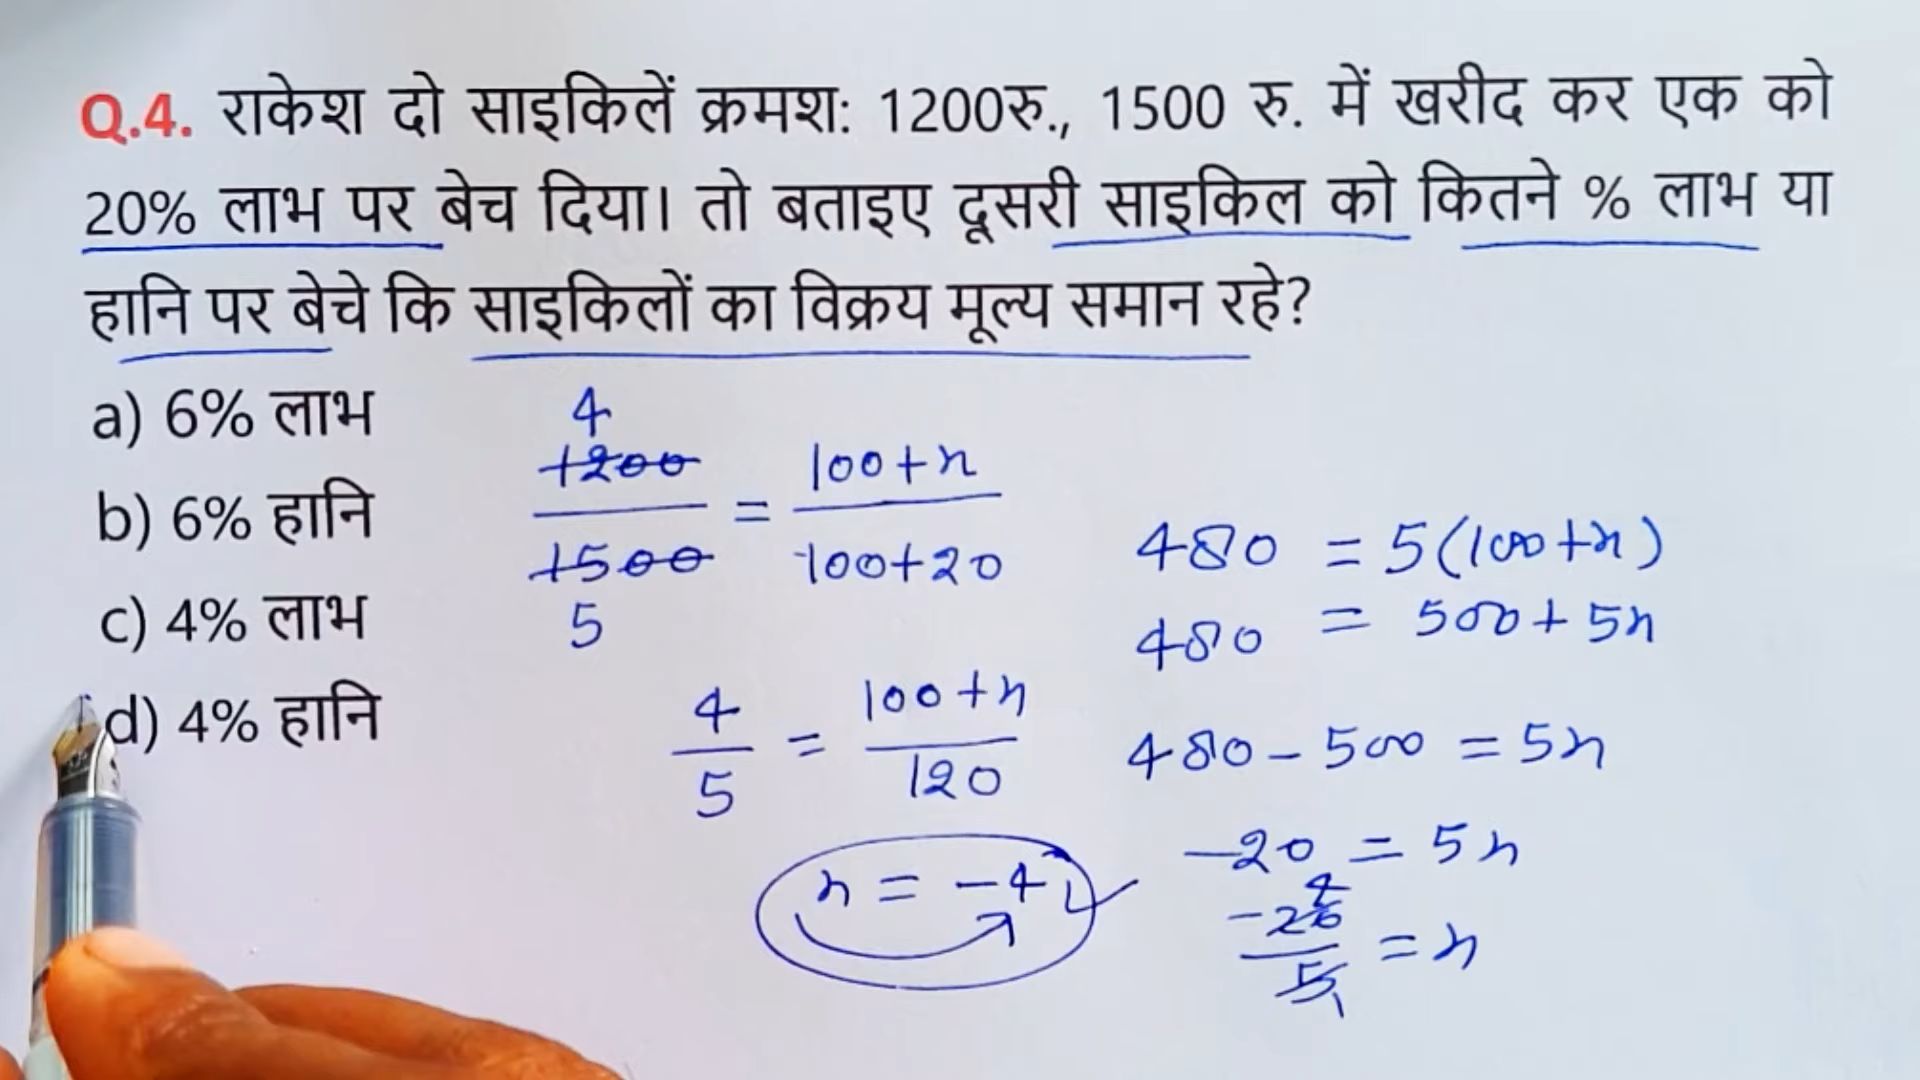 Q.4. राकेश दो साइकिलें क्रमश: 1200रु., 1500 रु. में खरीद कर एक को
20% लाभ पर बेच दिया। तो बताइए दूसरी साइकिल को कितने % लाभ या
हानि पर बेचे कि साइकिलों का विक्रय मूल्य समान रहे?
a) 6% लाभ
b) 6% हानि
c) 4% लाभ
d) 4% हानि
4
1200
1500
5
=
100+x
100+20
4
5
=
100+x
120
x = -4
480 = 5(100+x)
480 = 500+5x
480-500 = 5x
-20 = 5x
4
-20
5
1
= x